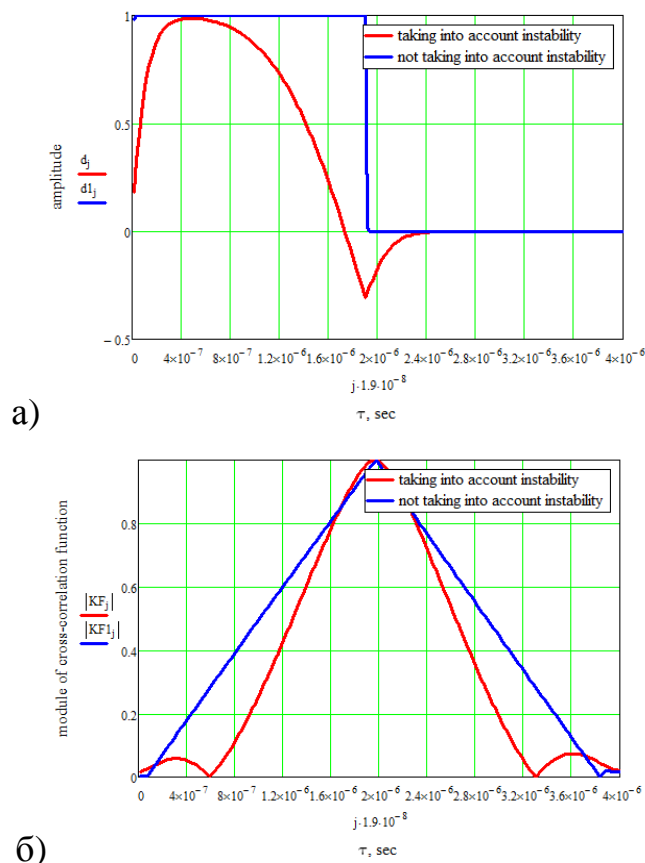 1
taking into account instability
not taking into account instability
0.5
amplitude
d_j
d1_j
0
−0.5
0 4×10⁻⁷ 8×10⁻⁷ 1.2×10⁻⁶ 1.6×10⁻⁶ 2×10⁻⁶ 2.4×10⁻⁶ 2.8×10⁻⁶ 3.2×10⁻⁶ 3.6×10⁻⁶ 4×10⁻⁶
j·1.9·10⁻⁸
а)
τ, sec
taking into account instability
not taking into account instability
0.8
module of cross-correlation function
|KF_j|
|KF1_j|
0.6
0.4
0.2
0
0 4×10⁻⁷ 8×10⁻⁷ 1.2×10⁻⁶ 1.6×10⁻⁶ 2×10⁻⁶ 2.4×10⁻⁶ 2.8×10⁻⁶ 3.2×10⁻⁶ 3.6×10⁻⁶ 4×10⁻⁶
j·1.9·10⁻⁸
б)
τ, sec